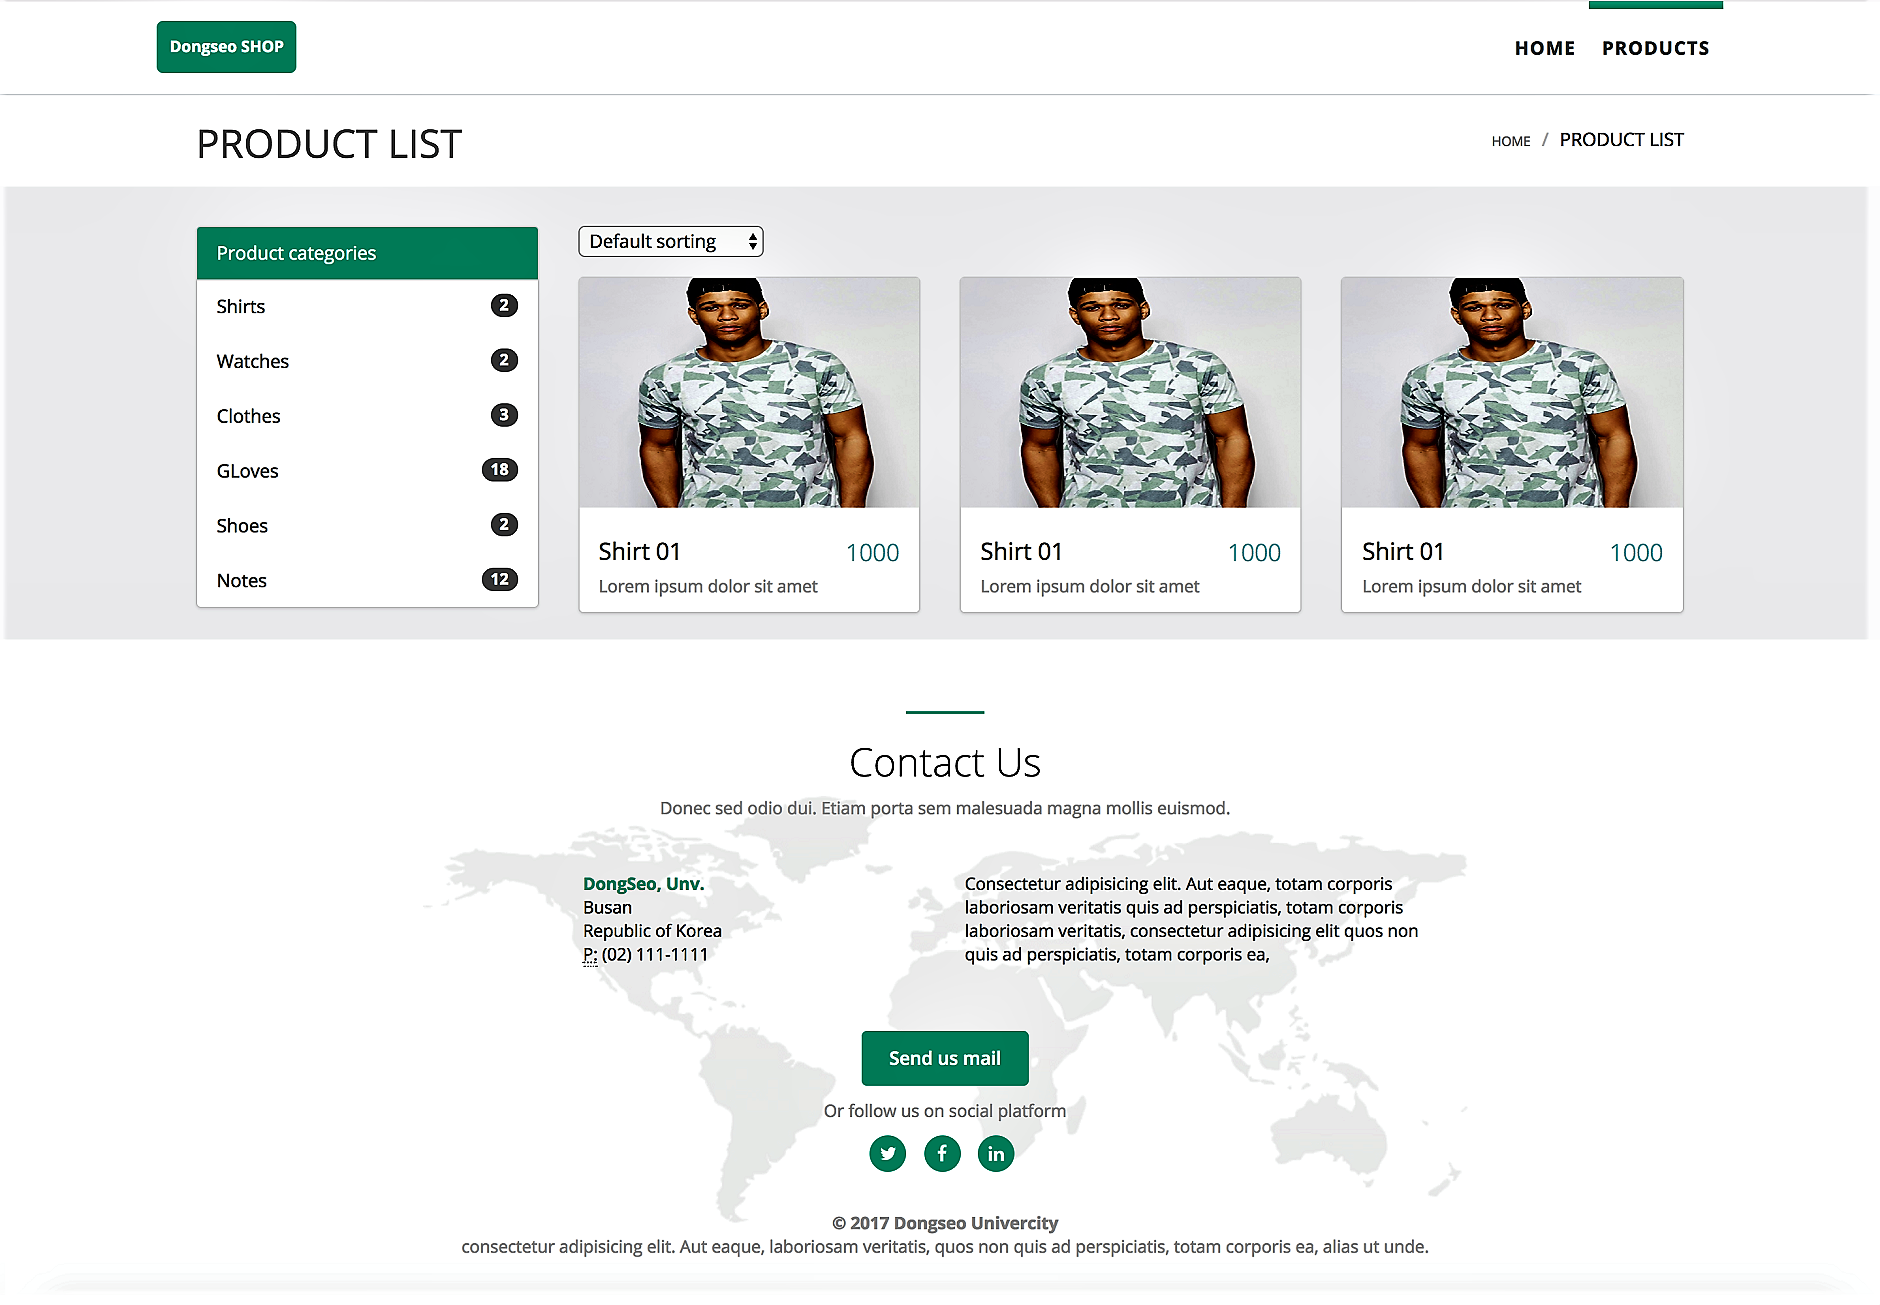 Dongseo SHOP
HOME PRODUCTS
PRODUCT LIST
HOME / PRODUCT LIST
Product categories
Shirts 2
Watches 2
Clothes 3
GLoves 18
Shoes 2
Notes 12
Default sorting
Shirt 01 1000
Lorem ipsum dolor sit amet
Shirt 01 1000
Lorem ipsum dolor sit amet
Shirt 01 1000
Lorem ipsum dolor sit amet
Contact Us
Donec sed odio dui. Etiam porta sem malesuada magna mollis euismod.
DongSeo, Unv.
Busan
Republic of Korea
P: (02) 111-1111
Consectetur adipisicing elit. Aut eaque, totam corporis
laboriosam veritatis quis ad perspiciatis, totam corporis
laboriosam veritatis, consectetur adipisicing elit quos non
quis ad perspiciatis, totam corporis ea,
Send us mail
Or follow us on social platform
© 2017 Dongseo Univercity
consectetur adipisicing elit. Aut eaque, laboriosam veritatis, quos non quis ad perspiciatis, totam corporis ea, alias ut unde.